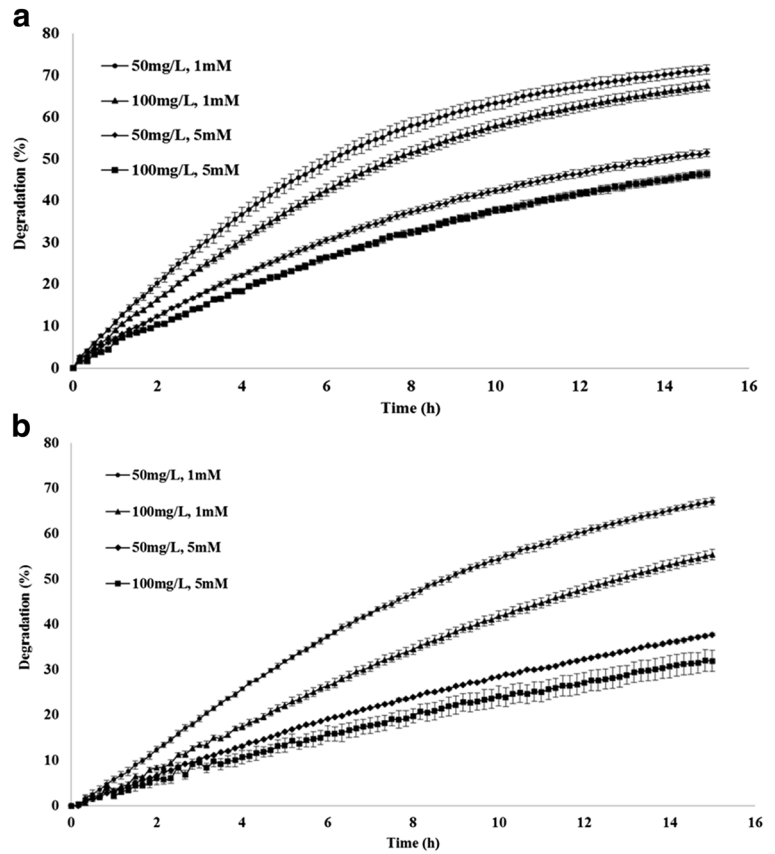 a
80
70
60
50
40
30
20
10
0
Degradation (%)
50mg/L, 1mM
100mg/L, 1mM
50mg/L, 5mM
100mg/L, 5mM
0 2 4 6 8 10 12 14 16
Time (h)
b
80
70
60
50
40
30
20
10
0
Degradation (%)
50mg/L, 1mM
100mg/L, 1mM
50mg/L, 5mM
100mg/L, 5mM
0 2 4 6 8 10 12 14 16
Time (h)